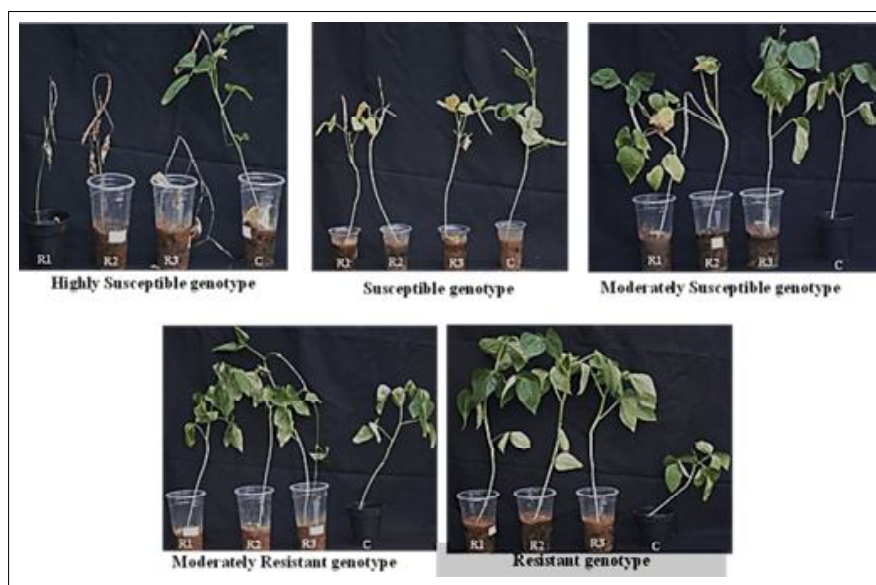 R1 R2 R3 C
Highly Susceptible genotype
R1 R2 R3 C
Susceptible genotype
R1 R2 R3 C
Moderately Susceptible genotype
R1 R2 R3 C
Moderately Resistant genotype
R1 R2 R3 C
Resistant genotype